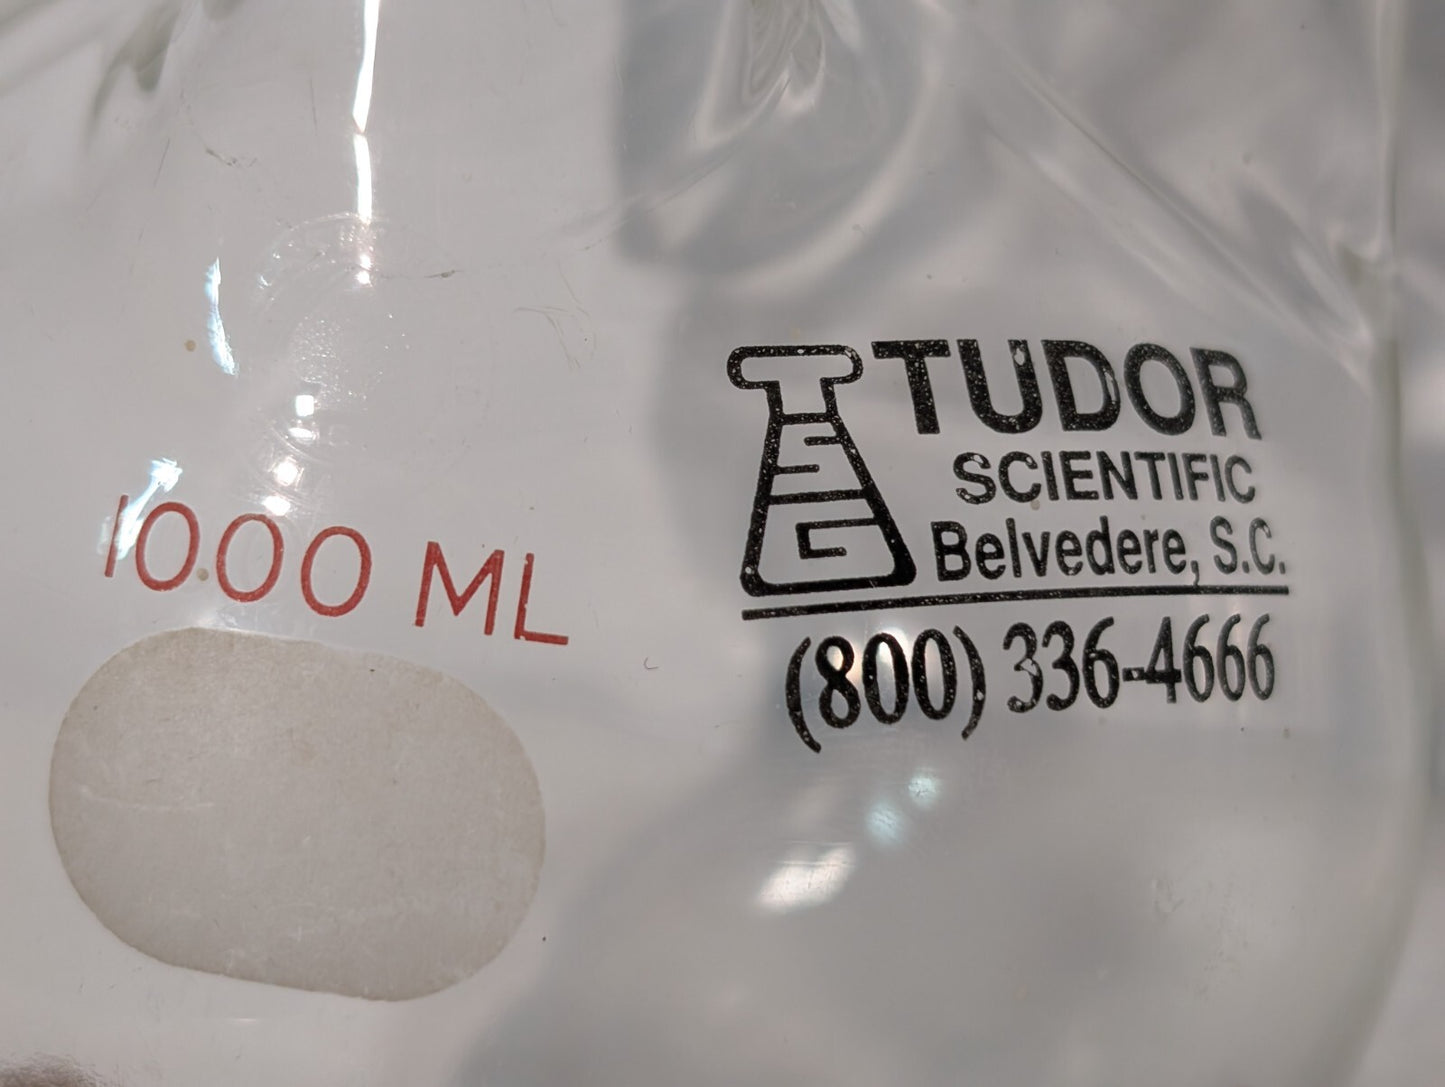 1000 ML
TUDOR
SCIENTIFIC
Belvedere, S.C.
(800) 336-4666